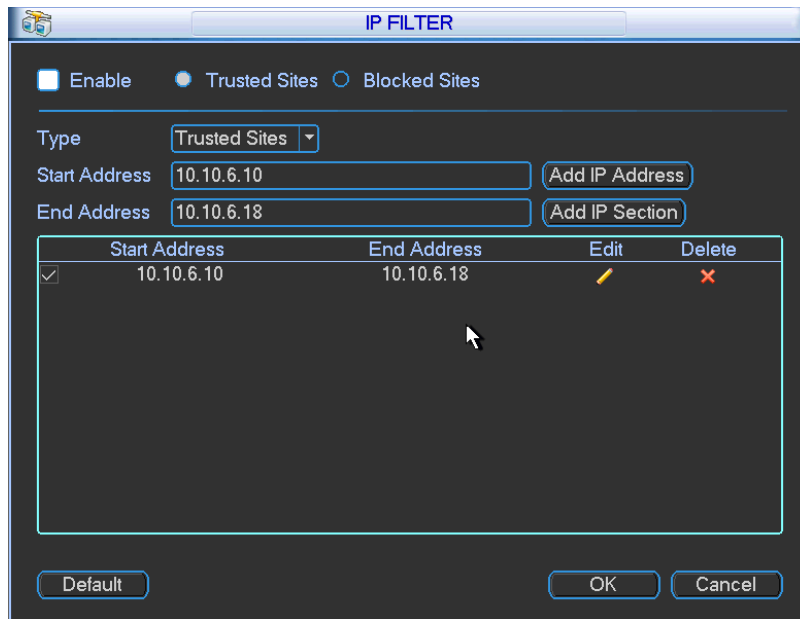 IP FILTER
Enable Trusted Sites Blocked Sites
Type Trusted Sites
Start Address 10.10.6.10 Add IP Address
End Address 10.10.6.18 Add IP Section
Start Address End Address Edit Delete
10.10.6.10 10.10.6.18
Default OK Cancel